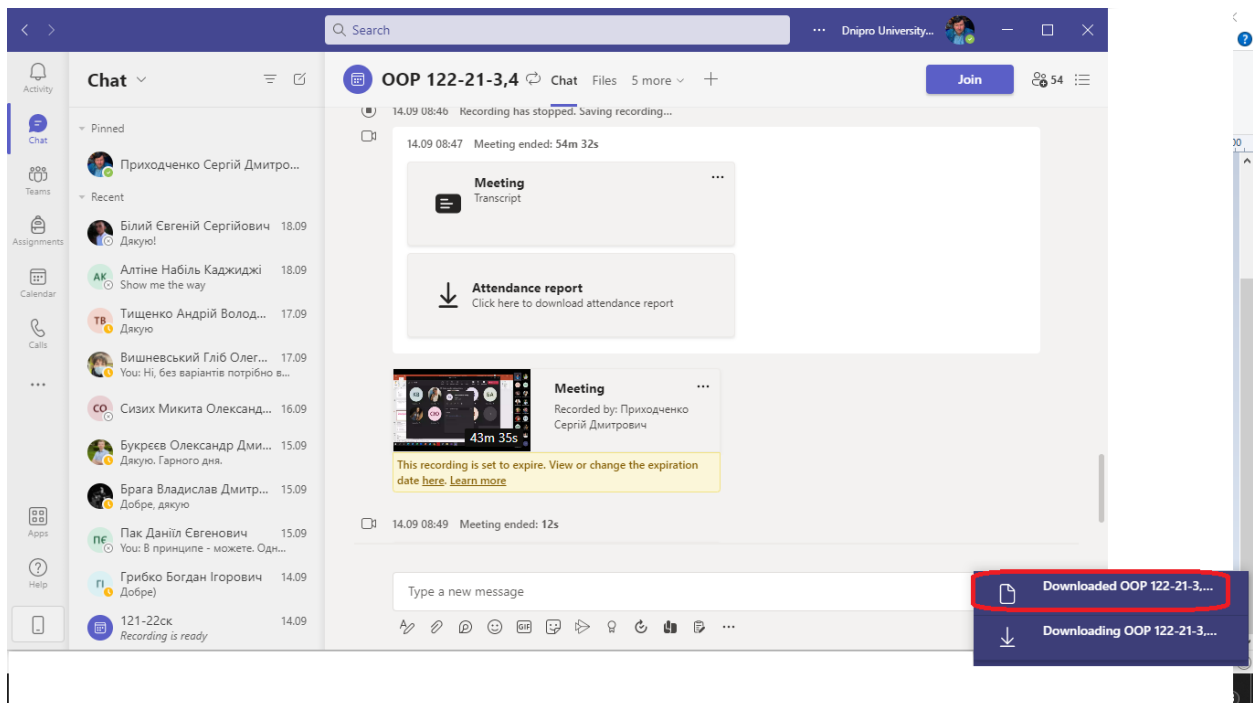 Search
Dnipro University...
Activity
Chat
Teams
Assignments
Calendar
Calls
Apps
Help
Chat
Pinned
Приходченко Сергій Дмитро...
Recent
Білий Євгеній Сергійович 18.09
Дякую!
АК
Алтіне Набіль Каджиджі 18.09
Show me the way
ТВ
Тищенко Андрій Волод... 17.09
Дякую
Вишневський Гліб Олег... 17.09
You: Ні, без варіантів потрібно в...
СО
Сизих Микита Олександ... 16.09
Букреєв Олександр Дми... 15.09
Дякую. Гарного дня.
Брага Владислав Дмитр... 15.09
Добре, дякую
ПЄ
Пак Данііл Євгенович 15.09
You: В принципе - можете. Одн...
ГІ
Грибко Богдан Ігорович 14.09
Добре)
121-22ск 14.09
Recording is ready
OOP 122-21-3,4 Chat Files 5 more
Join
54
14.09 08:46 Recording has stopped. Saving recording...
14.09 08:47 Meeting ended: 54m 32s
Meeting
Transcript
Attendance report
Click here to download attendance report
43m 35s
Meeting
Recorded by: Приходченко
Сергій Дмитрович
This recording is set to expire. View or change the expiration
date here. Learn more
14.09 08:49 Meeting ended: 12s
Type a new message
GIF
Downloaded OOP 122-21-3,...
Downloading OOP 122-21-3,...